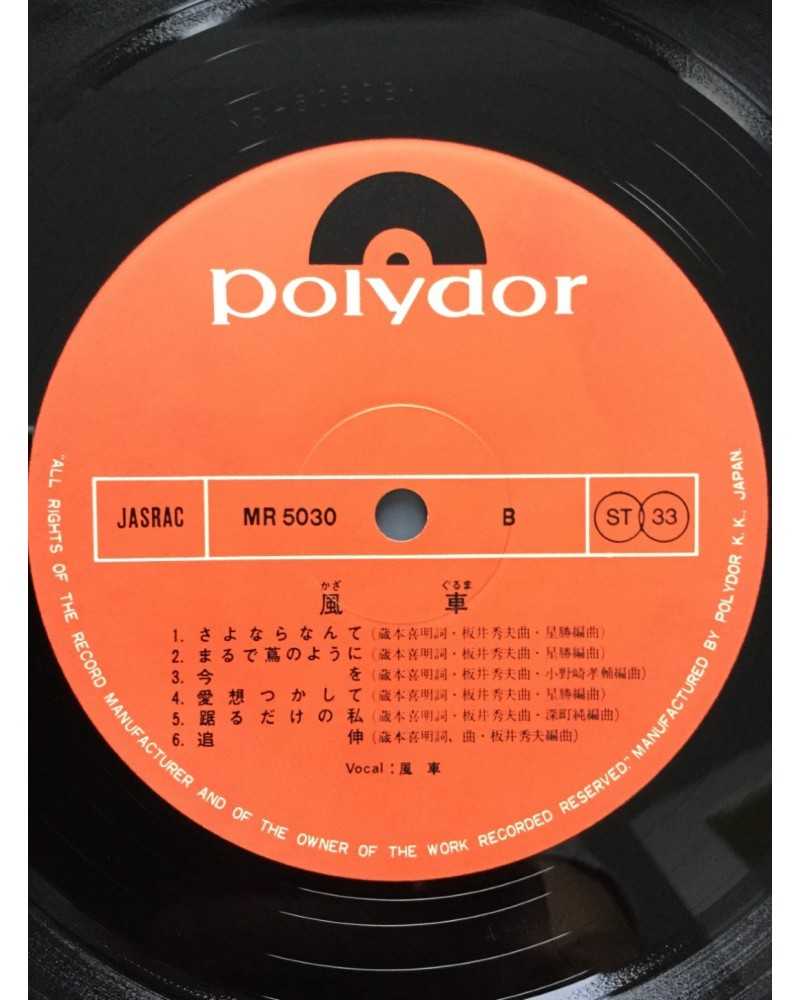 polydor
JASRAC MR 5030 B ST 33
かざ ぐるま
風 車
1. さよならなんて (蔵本喜明詞・板井秀夫曲・星勝編曲)
2. まるで蔦のように (蔵本喜明詞・板井秀夫曲・星勝編曲)
3. 今 を (蔵本喜明詞・板井秀夫曲・小野崎孝輔編曲)
4. 愛想つかして (蔵本喜明詞・板井秀夫曲・星勝編曲)
5. 踞るだけの私 (蔵本喜明詞・板井秀夫曲・深町純編曲)
6. 追 伸 (蔵本喜明詞、曲・板井秀夫編曲)
Vocal : 風 車
"ALL RIGHTS OF THE RECORD MANUFACTURER AND OF THE OWNER OF THE WORK RECORDED RESERVED." MANUFACTURED BY POLYDOR K. K., JAPAN.